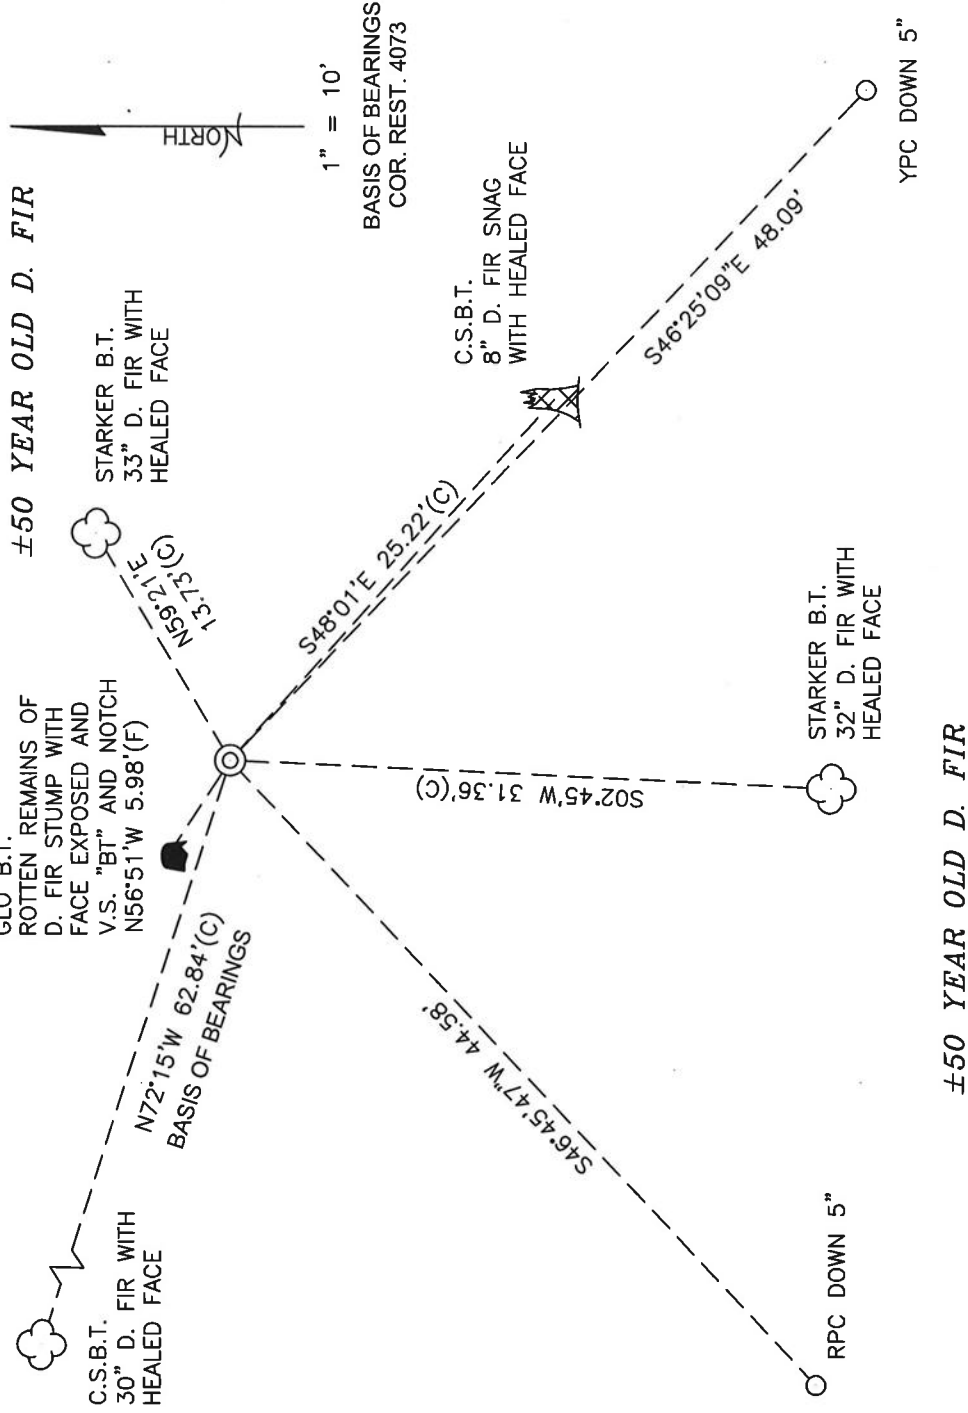 GLO B.T.
ROTTEN REMAINS OF
D. FIR STUMP WITH
FACE EXPOSED AND
V.S. "BT" AND NOTCH
N56°51'W 5.98'(F)
±50 YEAR OLD D. FIR
NORTH
1" = 10'
BASIS OF BEARINGS
COR. REST. 4073
C.S.B.T.
30" D. FIR WITH
HEALED FACE
N72°15'W 62.84'(C)
BASIS OF BEARINGS
STARKER B.T.
33" D. FIR WITH
HEALED FACE
N59°21'E
13.73'(C)
S48°01'E 25.22'(C)
C.S.B.T.
8" D. FIR SNAG
WITH HEALED FACE
S46°25'09"E 48.09'
YPC DOWN 5"
S02°45'W 31.36'(C)
STARKER B.T.
32" D. FIR WITH
HEALED FACE
S46°45'47"W 44.58'
RPC DOWN 5"
±50 YEAR OLD D. FIR